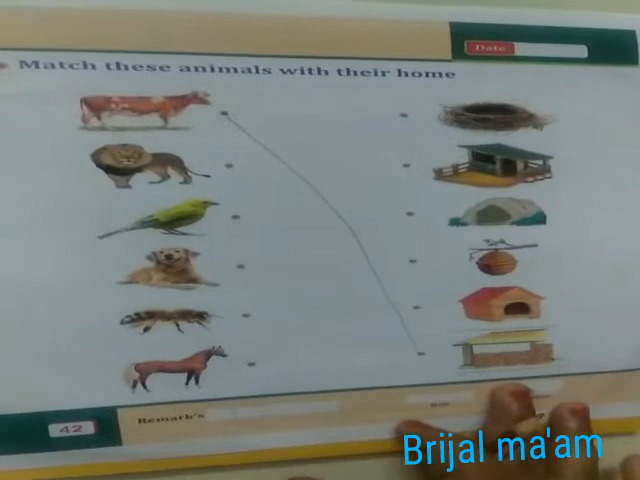 Date
Match these animals with their home
42
Remark's
Brijal ma'am